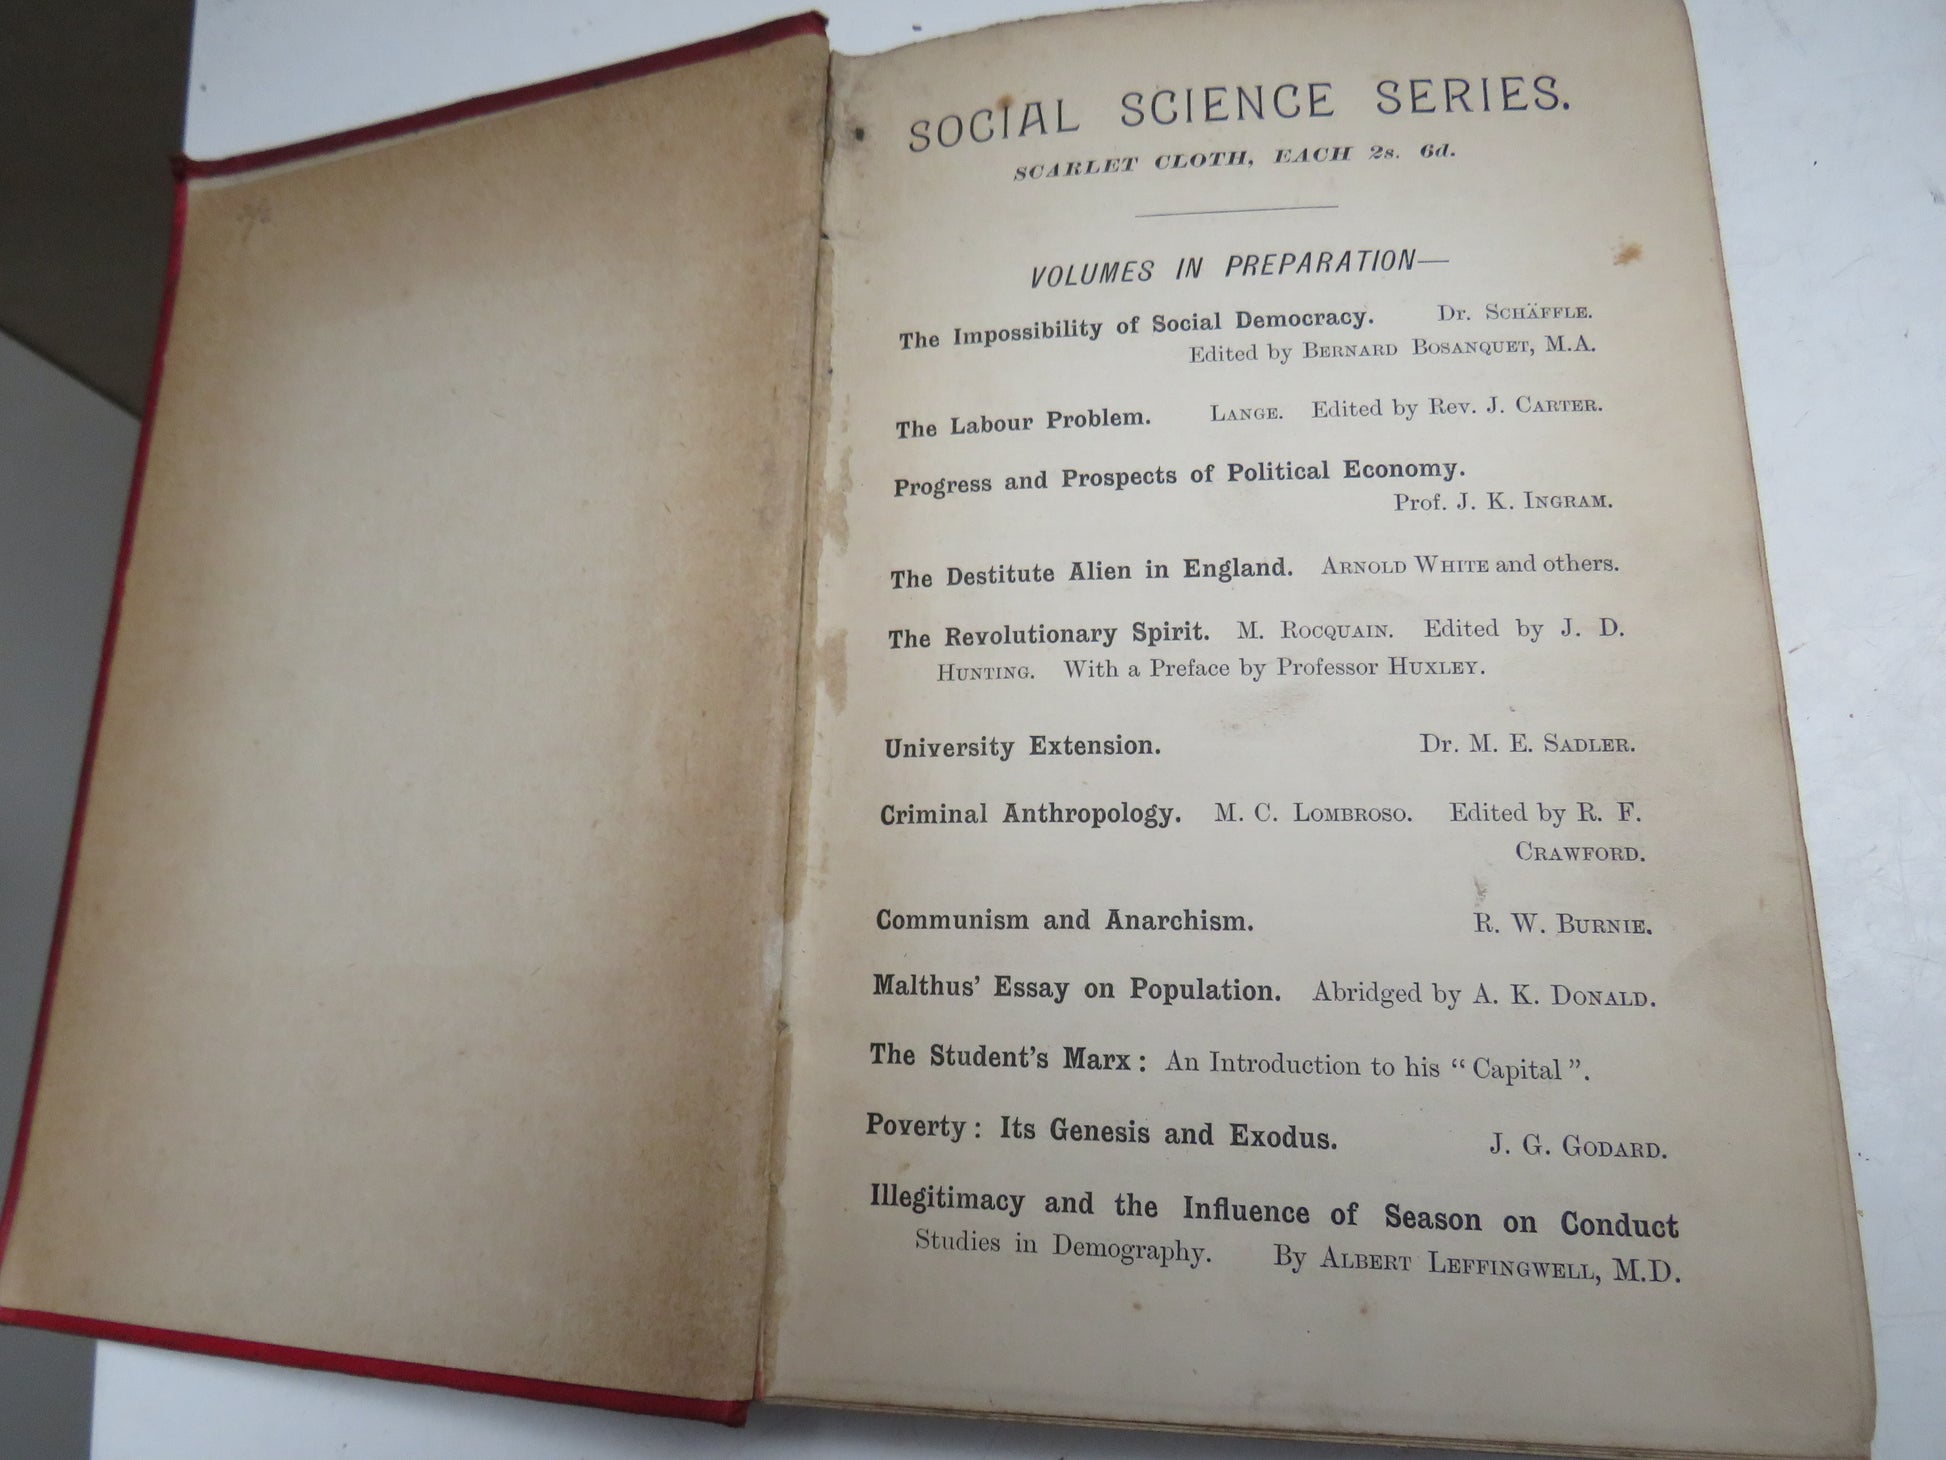 SOCIAL SCIENCE SERIES.
SCARLET CLOTH, EACH 2s. 6d.
VOLUMES IN PREPARATION—
The Impossibility of Social Democracy. Dr. SCHÄFFLE.
Edited by BERNARD BOSANQUET, M.A.
The Labour Problem. LANGE. Edited by Rev. J. CARTER.
Progress and Prospects of Political Economy.
Prof. J. K. INGRAM.
The Destitute Alien in England. ARNOLD WHITE and others.
The Revolutionary Spirit. M. ROCQUAIN. Edited by J. D.
HUNTING. With a Preface by Professor HUXLEY.
University Extension. Dr. M. E. SADLER.
Criminal Anthropology. M. C. LOMBROSO. Edited by R. F.
CRAWFORD.
Communism and Anarchism. R. W. BURNIE.
Malthus' Essay on Population. Abridged by A. K. DONALD.
The Student's Marx: An Introduction to his "Capital".
Poverty: Its Genesis and Exodus. J. G. GODARD.
Illegitimacy and the Influence of Season on Conduct
Studies in Demography. By ALBERT LEFFINGWELL, M.D.